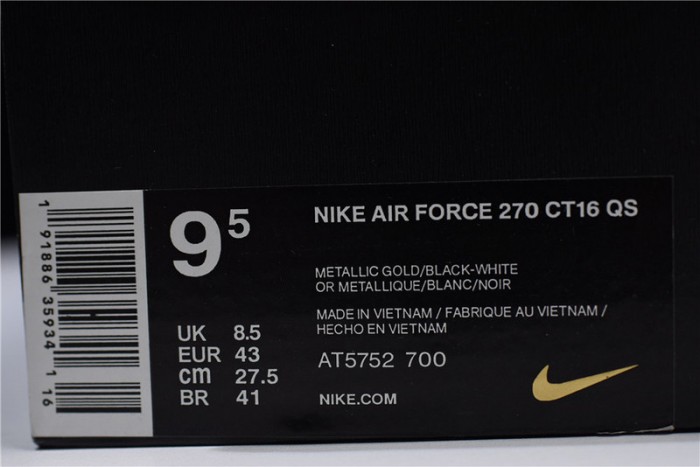 1 91886 35934 1 16
9 5
UK 8.5
EUR 43
cm 27.5
BR 41
NIKE AIR FORCE 270 CT16 QS
METALLIC GOLD/BLACK-WHITE
OR METALLIQUE/BLANC/NOIR
MADE IN VIETNAM / FABRIQUE AU VIETNAM /
HECHO EN VIETNAM
AT5752 700
NIKE.COM